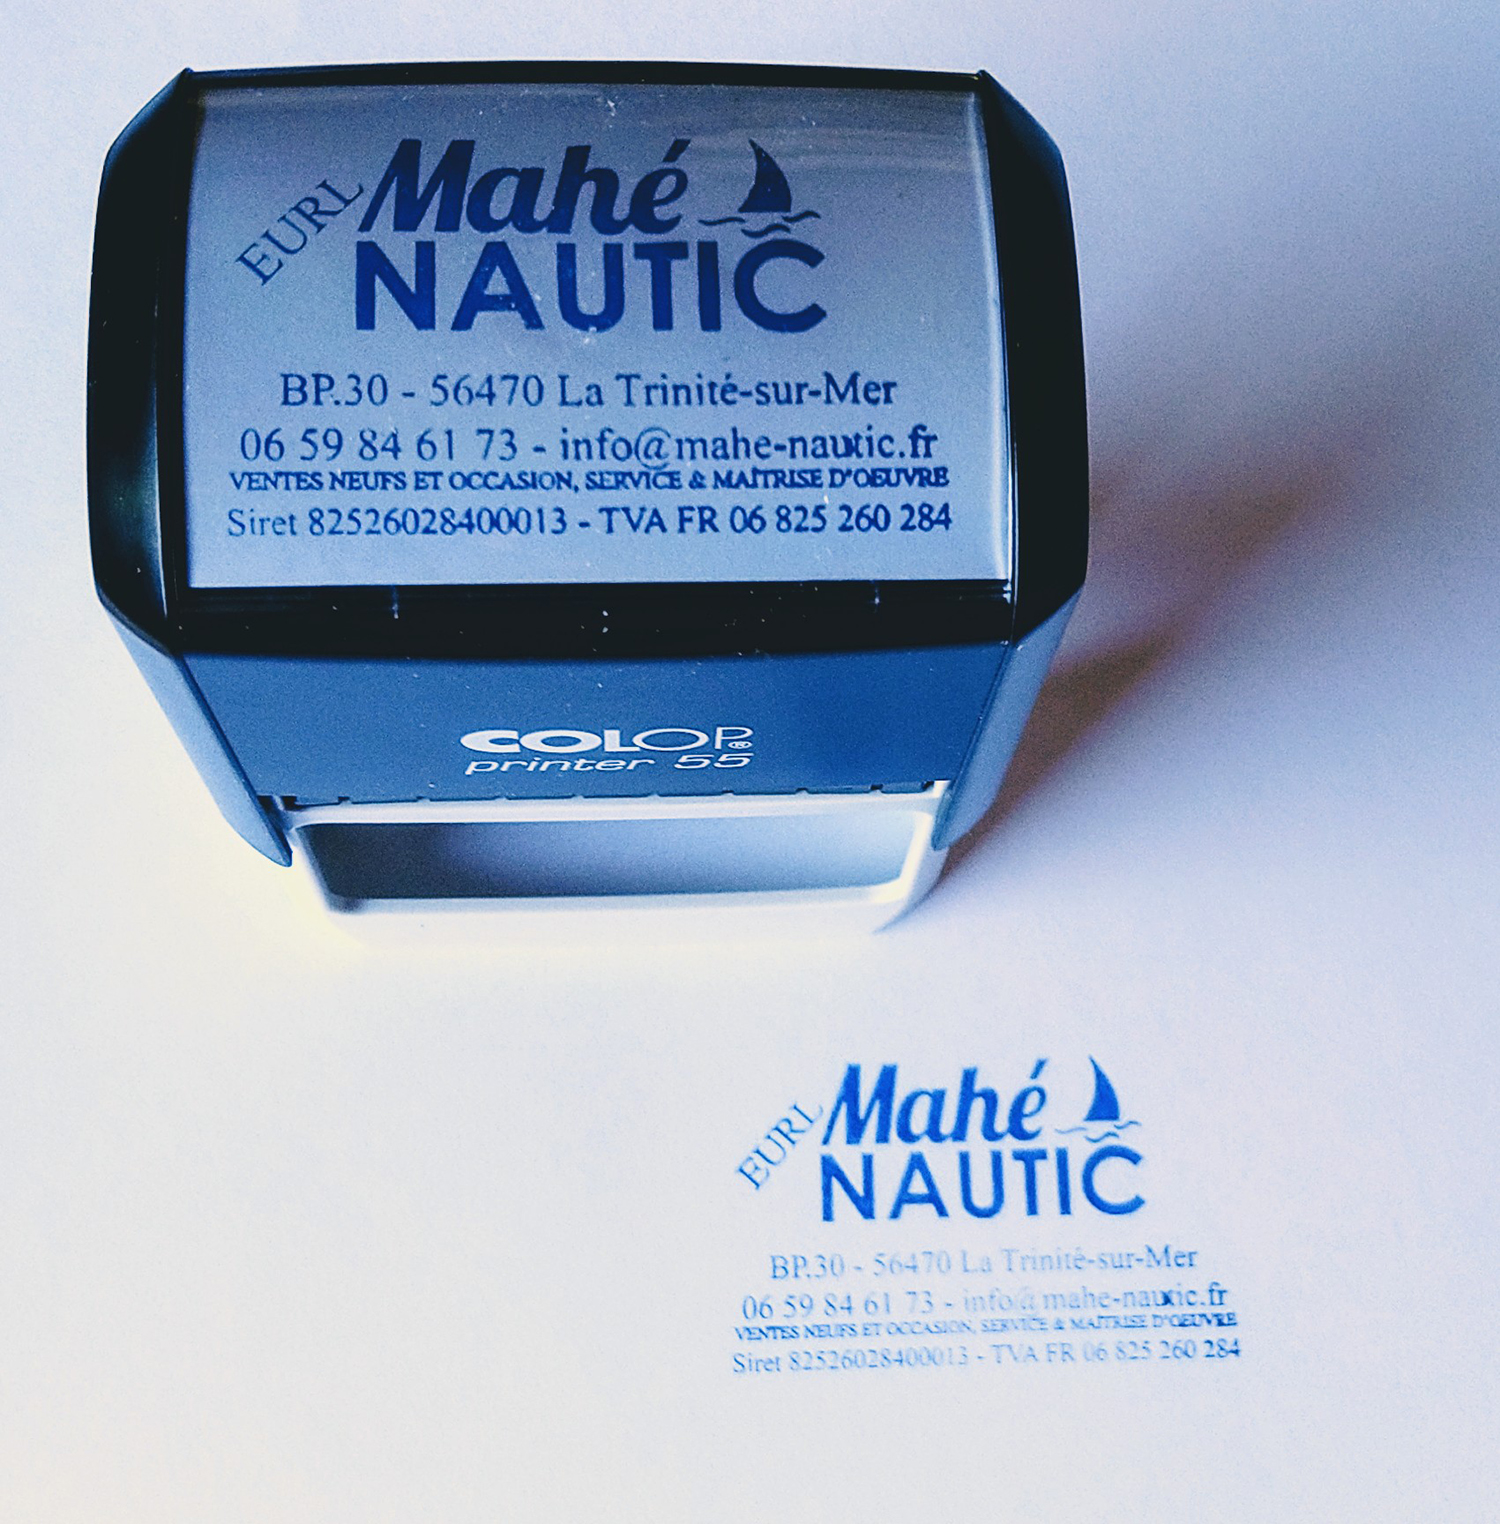 EURL Mahé
NAUTIC
BP.30 - 56470 La Trinité-sur-Mer
06 59 84 61 73 - info@mahe-nautic.fr
VENTES NEUFS ET OCCASION, SERVICE & MAÎTRISE D'OEUVRE
Siret 82526028400013 - TVA FR 06 825 260 284
COLOP®
printer 55
EURL Mahé
NAUTIC
BP.30 - 56470 La Trinité-sur-Mer
06 59 84 61 73 - info@mahe-nautic.fr
VENTES NEUFS ET OCCASION, SERVICE & MAÎTRISE D'OEUVRE
Siret 82526028400013 - TVA FR 06 825 260 284